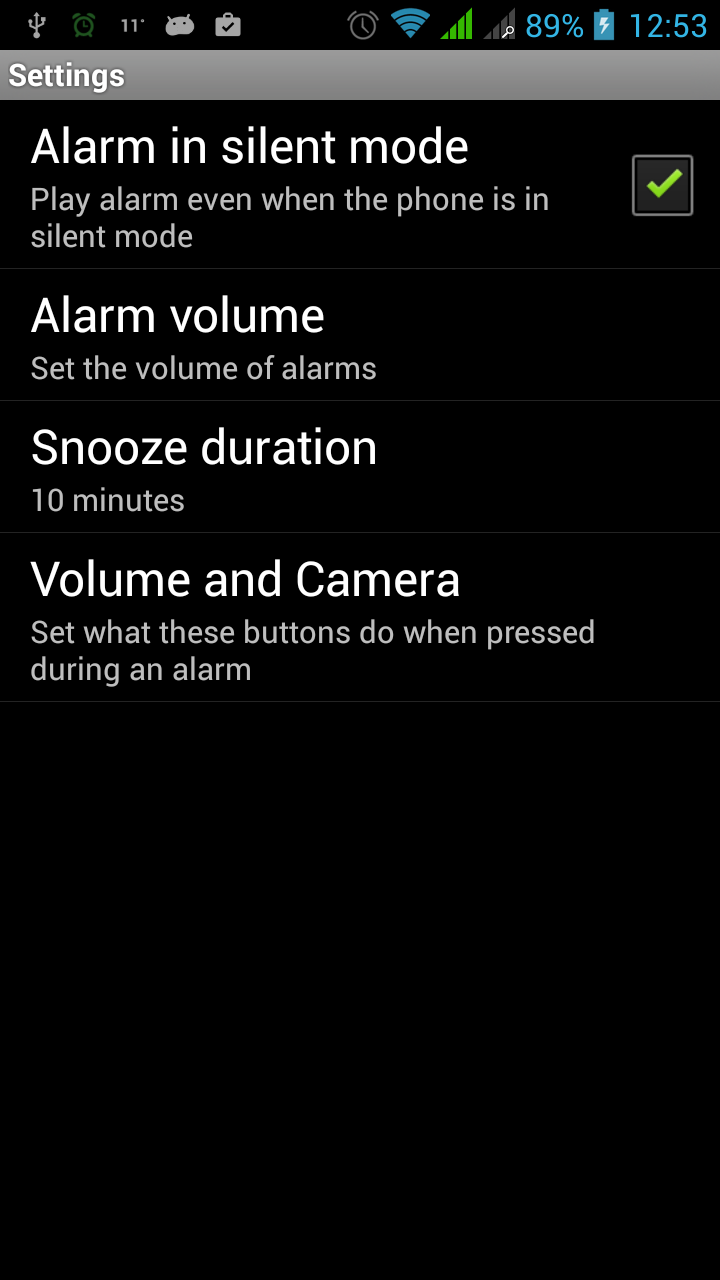 11° 89% 12:53
Settings
Alarm in silent mode
Play alarm even when the phone is in
silent mode
Alarm volume
Set the volume of alarms
Snooze duration
10 minutes
Volume and Camera
Set what these buttons do when pressed
during an alarm